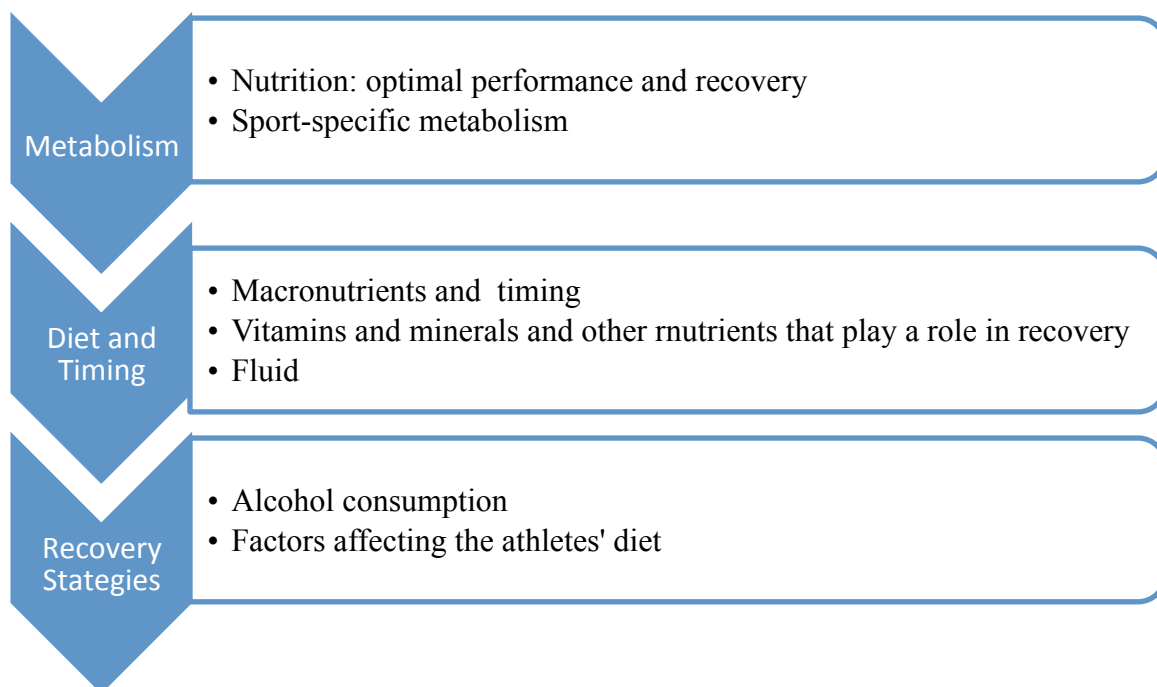 Metabolism
• Nutrition: optimal performance and recovery
• Sport-specific metabolism
Diet and
Timing
• Macronutrients and  timing
• Vitamins and minerals and other rnutrients that play a role in recovery
• Fluid
Recovery
Stategies
• Alcohol consumption
• Factors affecting the athletes' diet